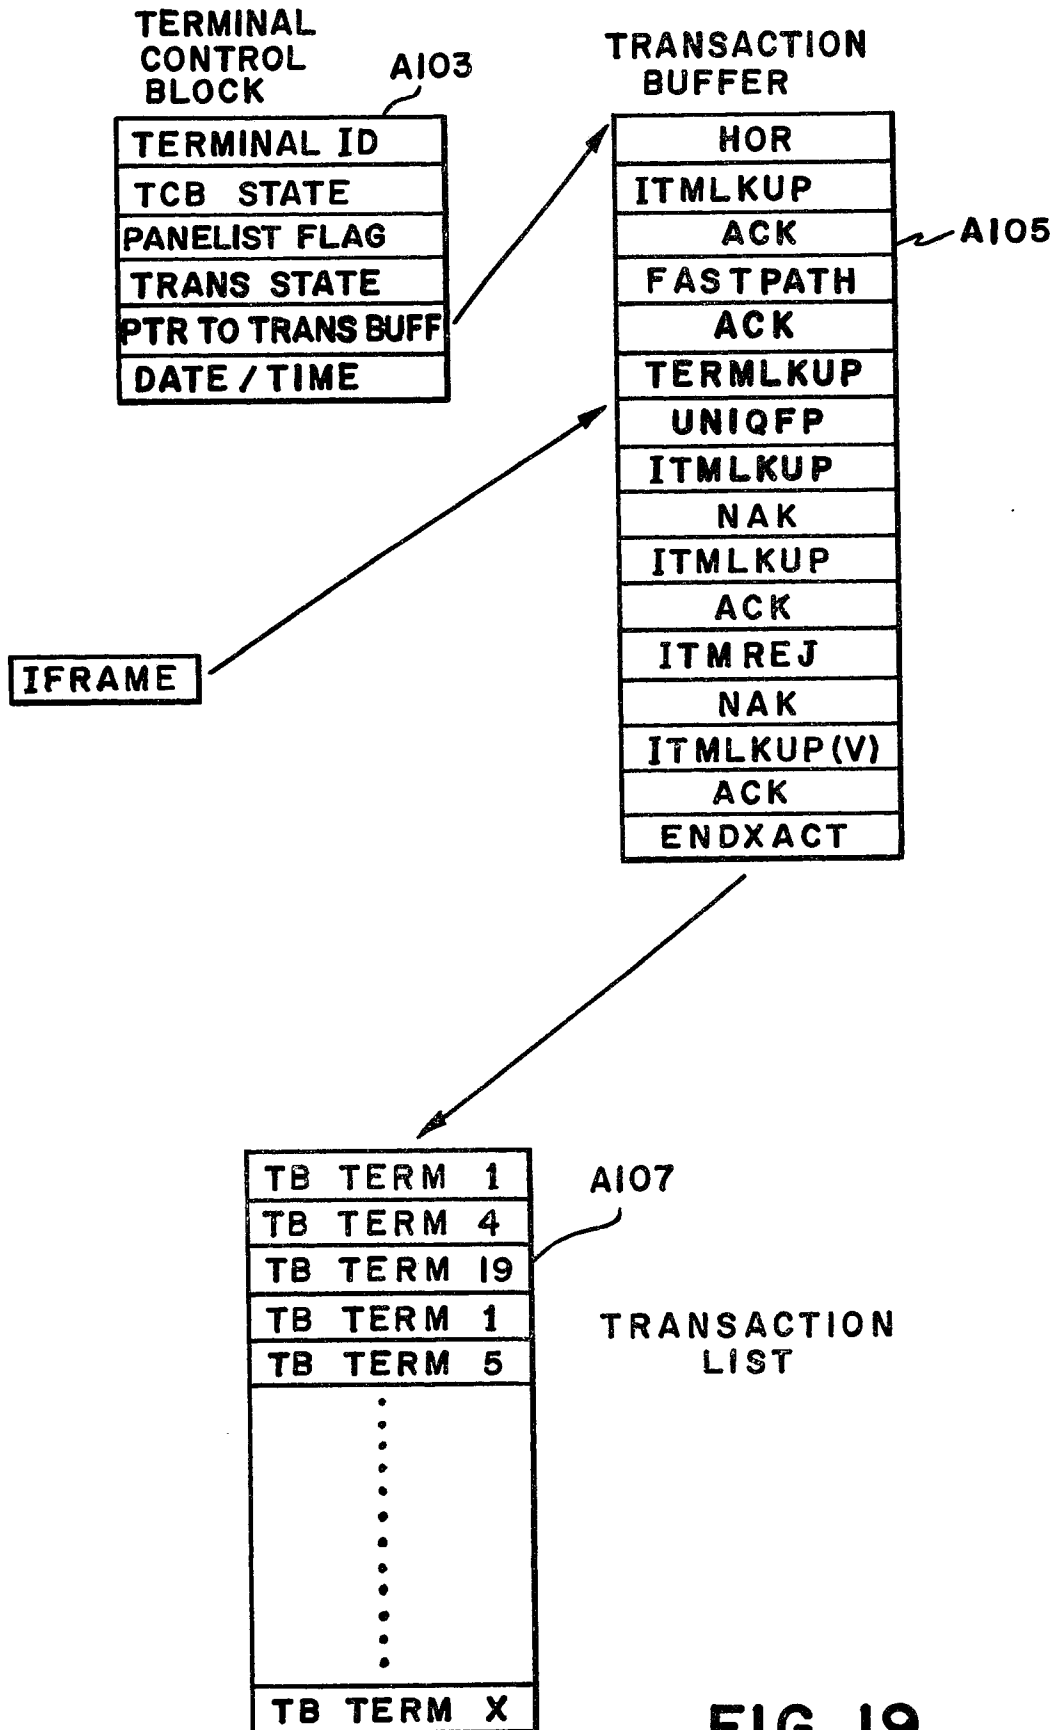 TERMINAL
CONTROL
BLOCK
A103
TERMINAL ID
TCB STATE
PANELIST FLAG
TRANS STATE
PTR TO TRANS BUFF
DATE / TIME
TRANSACTION
BUFFER
HOR
ITMLKUP
ACK
A105
FASTPATH
ACK
TERMLKUP
UNIQFP
ITMLKUP
NAK
ITMLKUP
ACK
ITMREJ
NAK
ITMLKUP(V)
ACK
ENDXACT
IFRAME
TB TERM 1
TB TERM 4
TB TERM 19
TB TERM 1
TB TERM 5
TB TERM X
A107
TRANSACTION
LIST
FIG. 19